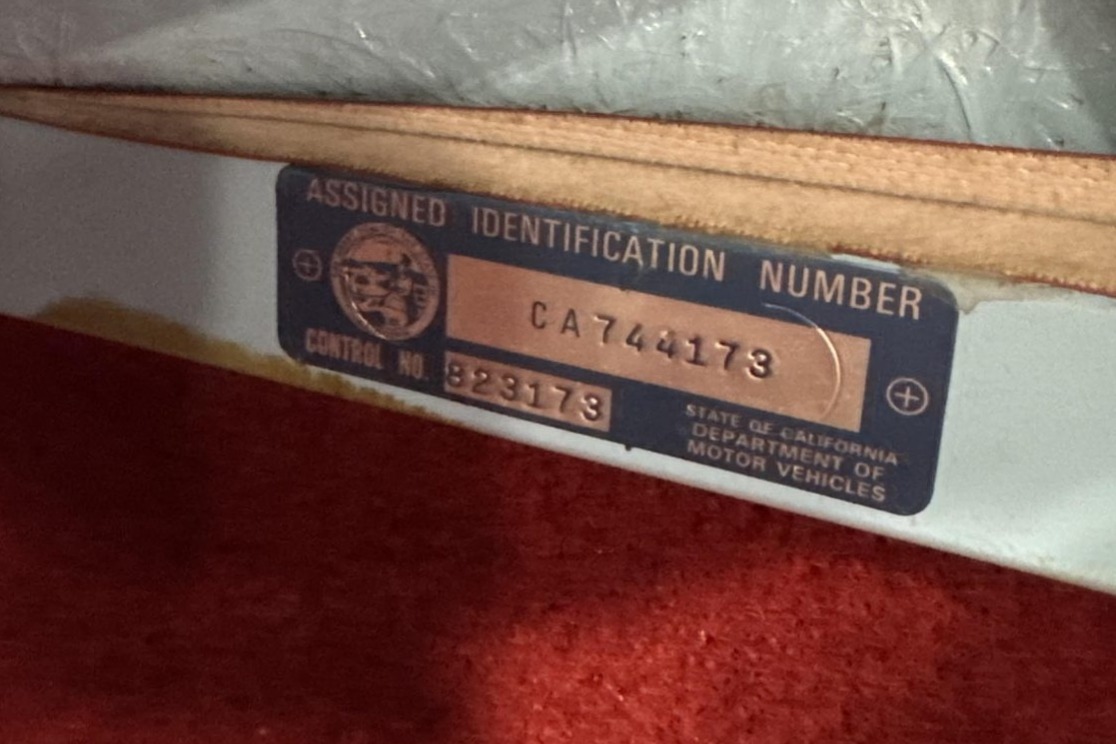 ASSIGNED IDENTIFICATION NUMBER
CA744173
CONTROL NO. 823173
STATE OF CALIFORNIA
DEPARTMENT OF
MOTOR VEHICLES